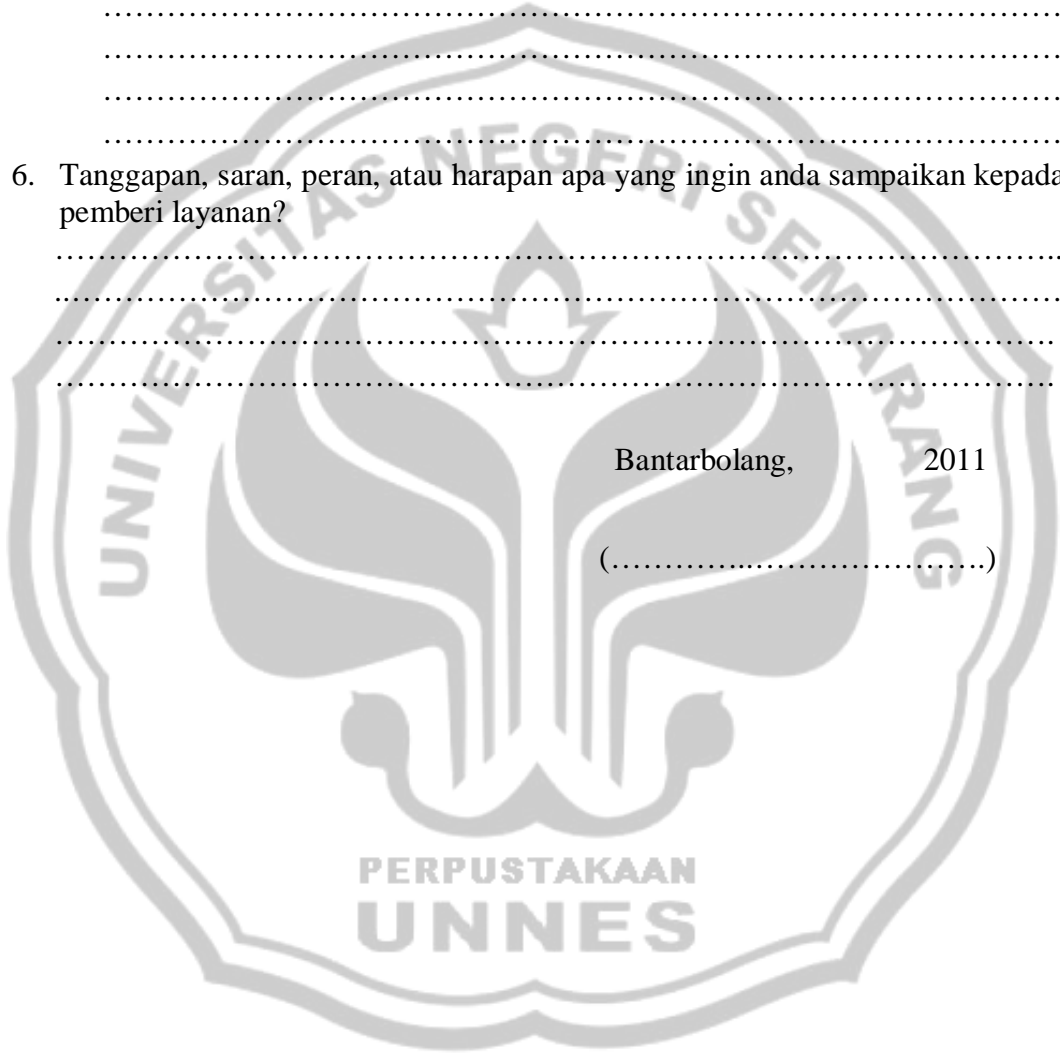 ………………………………………………………………………………
………………………………………………………………………………
………………………………………………………………………………
………………………………………………………………………………
6. Tanggapan, saran, peran, atau harapan apa yang ingin anda sampaikan kepada
pemberi layanan?
…………………………………………………………………………………..
..………………………………………………………………………………….
…………………………………………………………………………………
…………………………………………………………………………………
Bantarbolang, 2011
(…………..………………….)
UNIVERSITAS NEGERI SEMARANG
PERPUSTAKAAN
UNNES